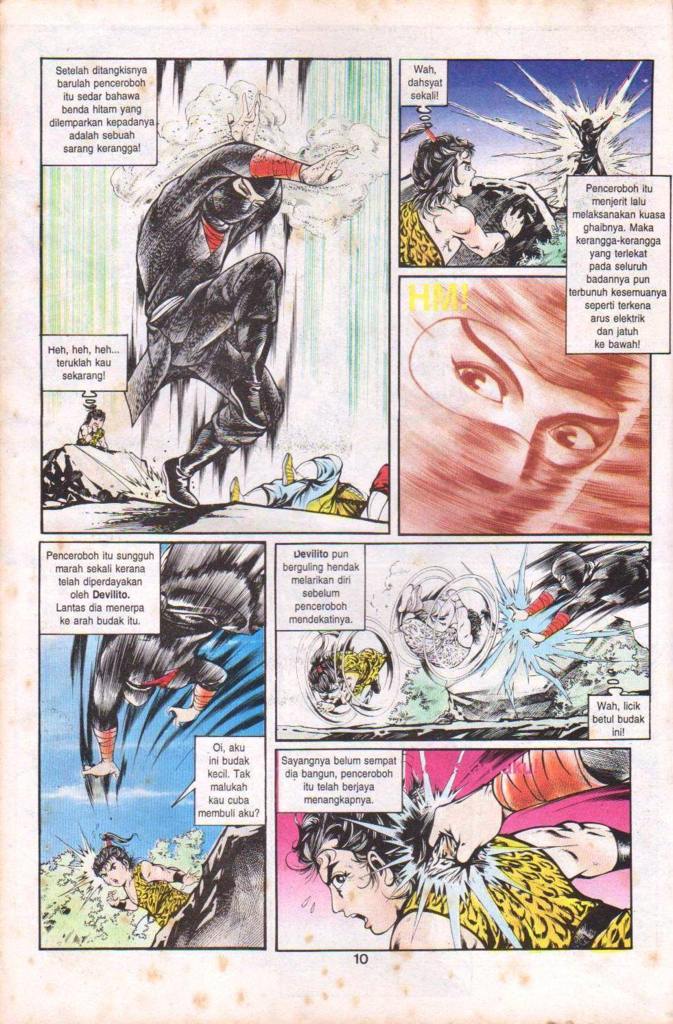 Setelah ditangkisnya
barulah penceroboh
itu sedar bahawa
benda hitam yang
dilemparkan kepadanya
adalah sebuah
sarang kerangga!
Heh, heh, heh...
teruklah kau
sekarang!
Wah,
dahsyat
sekali!
Penceroboh itu
menjerit lalu
melaksanakan kuasa
ghaibnya. Maka
kerangga-kerangga
yang terlekat
pada seluruh
badannya pun
terbunuh kesemuanya
seperti terkena
arus elektrik
dan jatuh
ke bawah!
HM!
Penceroboh itu sungguh
marah sekali kerana
telah diperdayakan
oleh Devilito.
Lantas dia menerpa
ke arah budak itu.
Oi, aku
ini budak
kecil. Tak
malukah
kau cuba
membuli aku?
Devilito pun
berguling hendak
melarikan diri
sebelum
penceroboh
mendekatinya.
Wah, licik
betul budak
ini!
Sayangnya belum sempat
dia bangun, penceroboh
itu telah berjaya
menangkapnya.
10